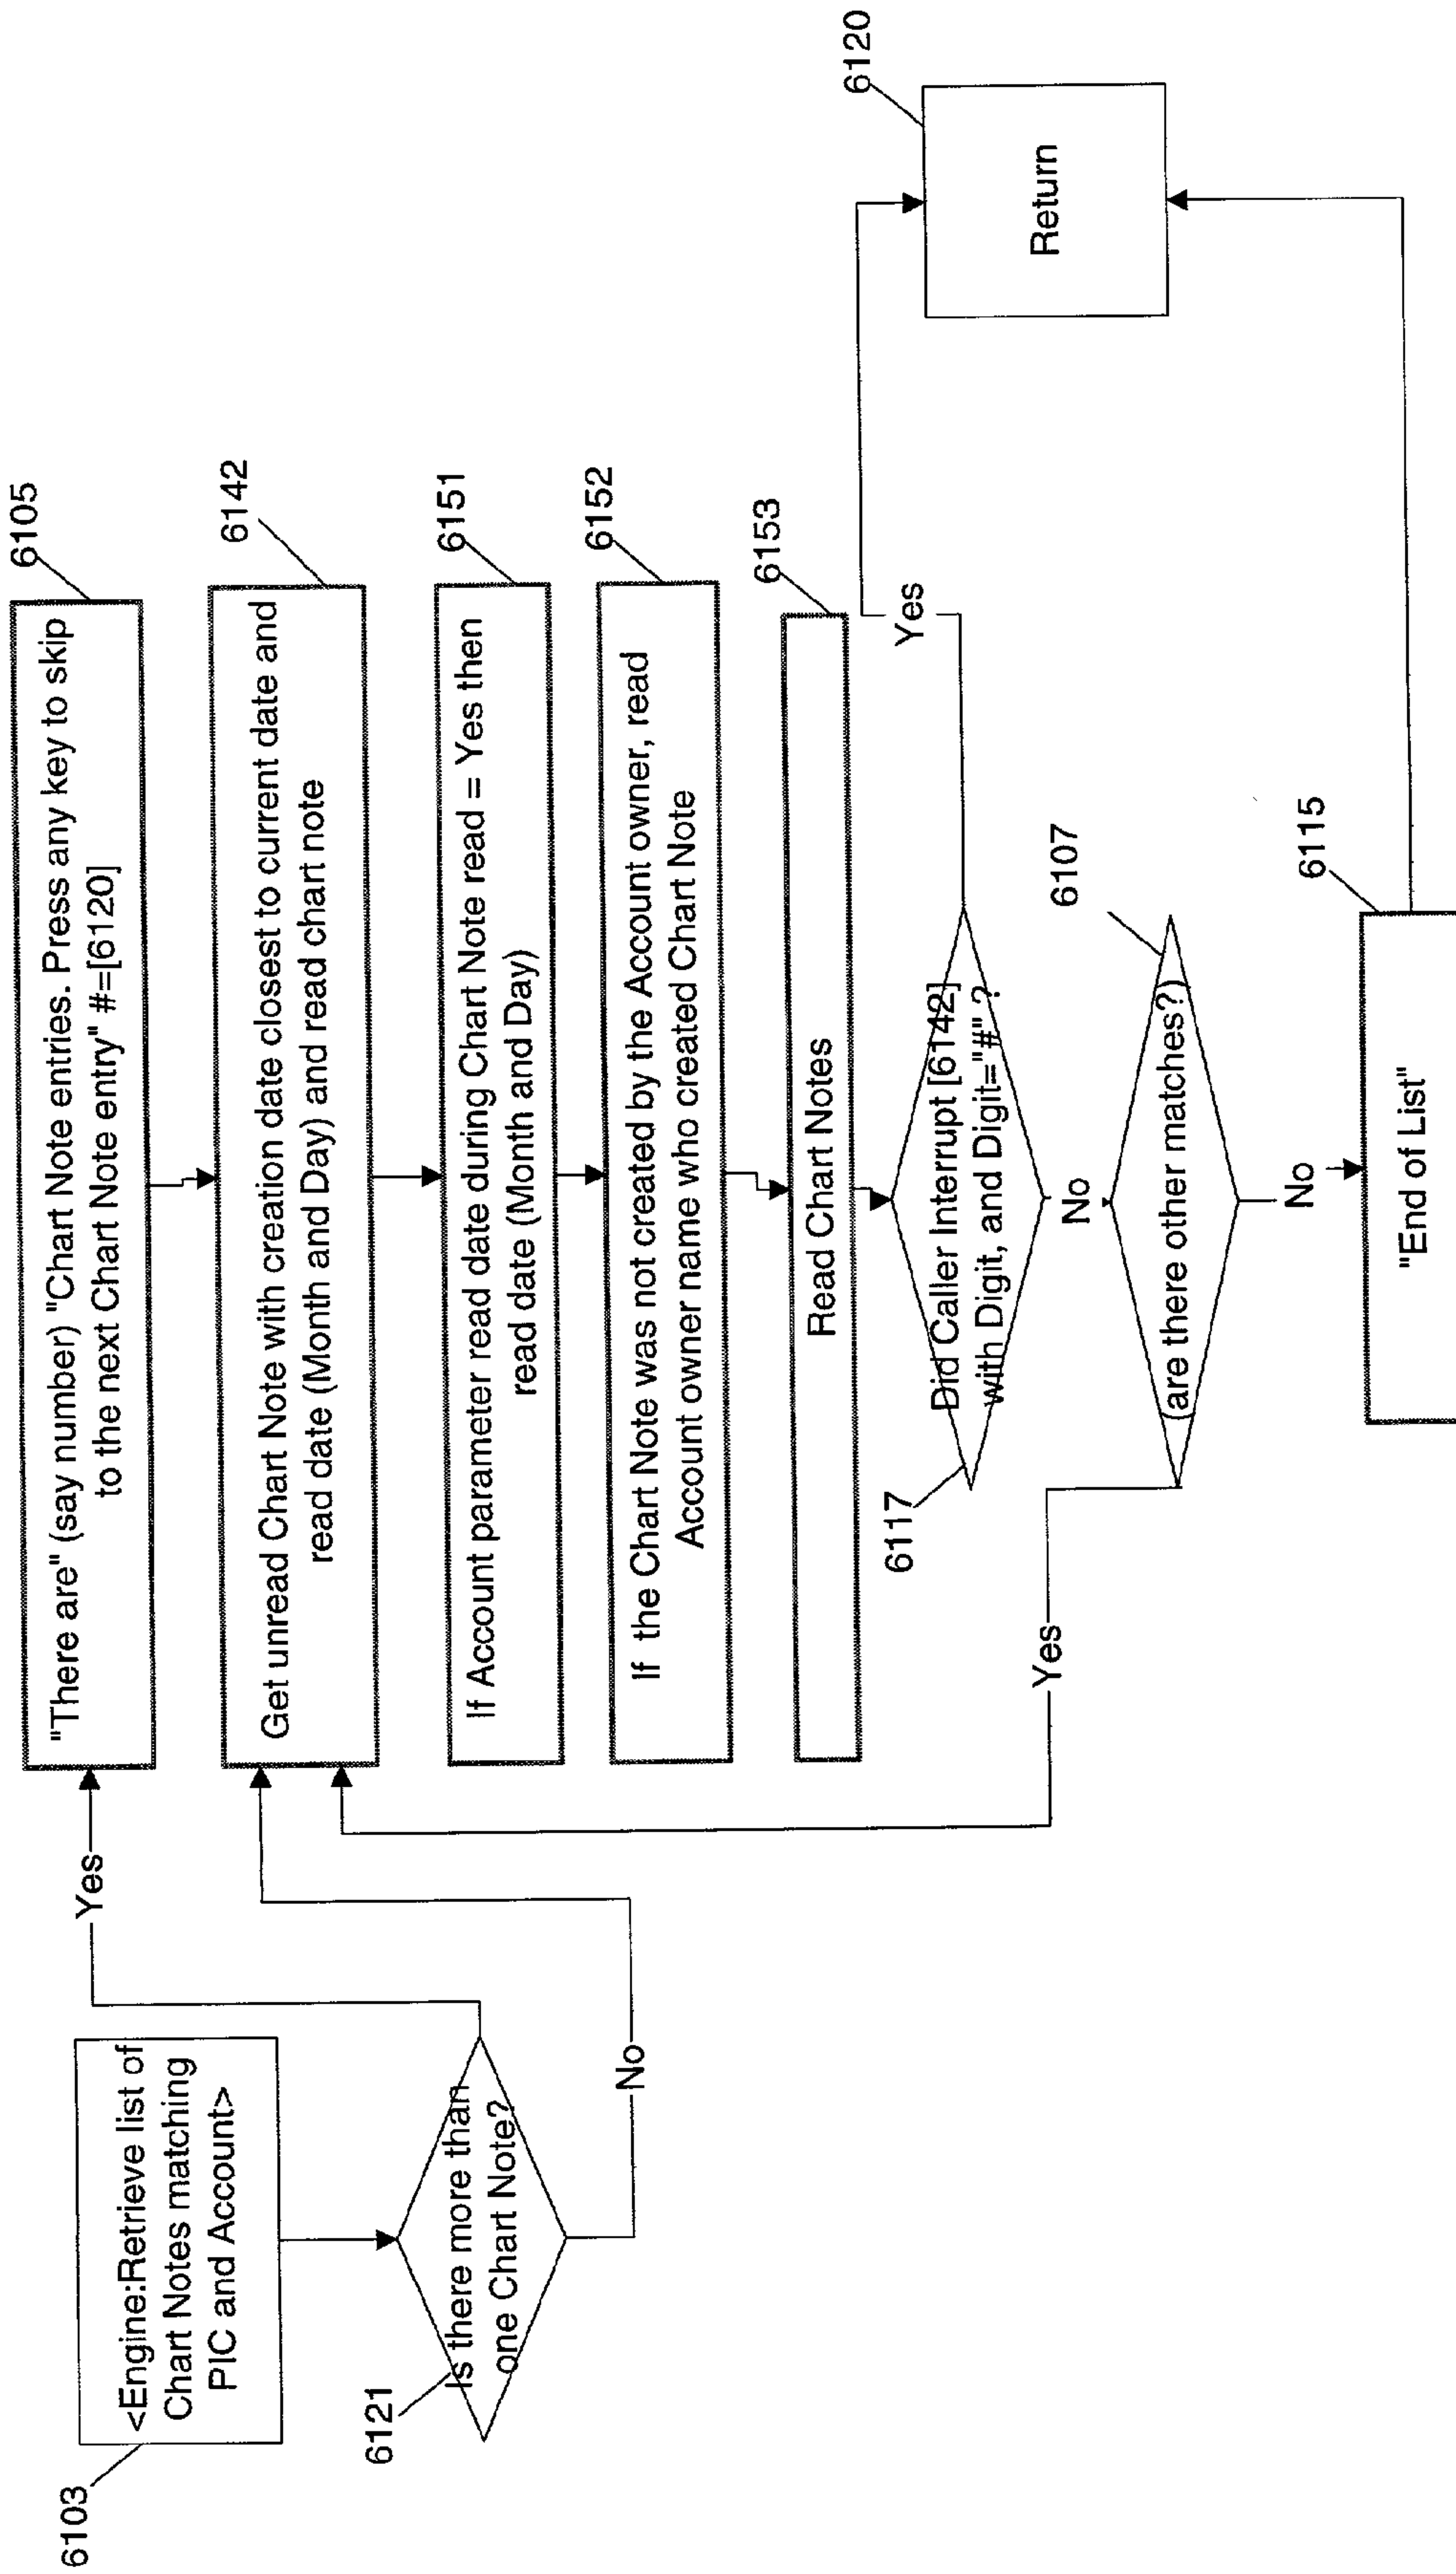 6103
<Engine:Retrieve list of
Chart Notes matching
PIC and Account>
6121
Is there more than
one Chart Note?
Yes
No
6105
"There are" (say number) "Chart Note entries. Press any key to skip
to the next Chart Note entry" #=[6120]
6142
Get unread Chart Note with creation date closest to current date and
read date (Month and Day) and read chart note
6151
If Account parameter read date during Chart Note read = Yes then
read date (Month and Day)
6152
If the Chart Note was not created by the Account owner, read
Account owner name who created Chart Note
6153
Read Chart Notes
6117
Did Caller Interrupt [6142]
with Digit, and Digit="#" ?
Yes
No
6107
(are there other matches?)
Yes
No
6115
"End of List"
6120
Return